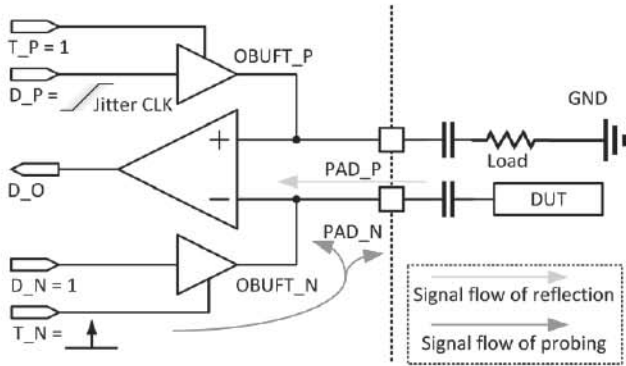 T_P = 1
OBUFT_P
D_P =
Jitter CLK
GND
+
Load
D_O
PAD_P
DUT
−
PAD_N
D_N = 1
OBUFT_N
T_N =
Signal flow of reflection
Signal flow of probing